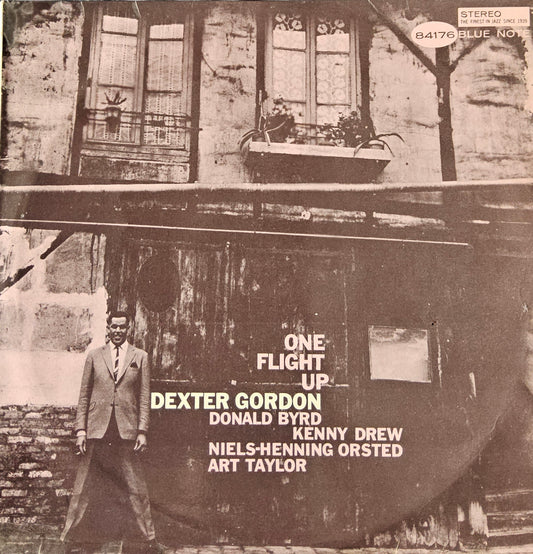 STEREO
THE FINEST IN JAZZ SINCE 1939
84176 BLUE NOTE
ONE
FLIGHT
UP
DEXTER GORDON
DONALD BYRD
KENNY DREW
NIELS-HENNING ORSTED
ART TAYLOR